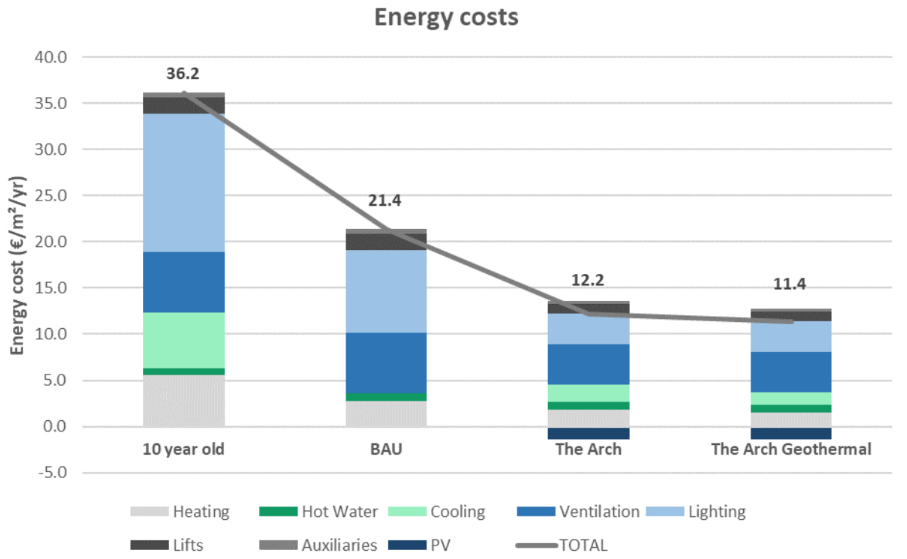 Energy costs
Energy cost (€/m²/yr)
40.0
35.0
30.0
25.0
20.0
15.0
10.0
5.0
0.0
-5.0
36.2
21.4
12.2
11.4
10 year old BAU The Arch The Arch Geothermal
Heating Hot Water Cooling Ventilation Lighting
Lifts Auxiliaries PV TOTAL